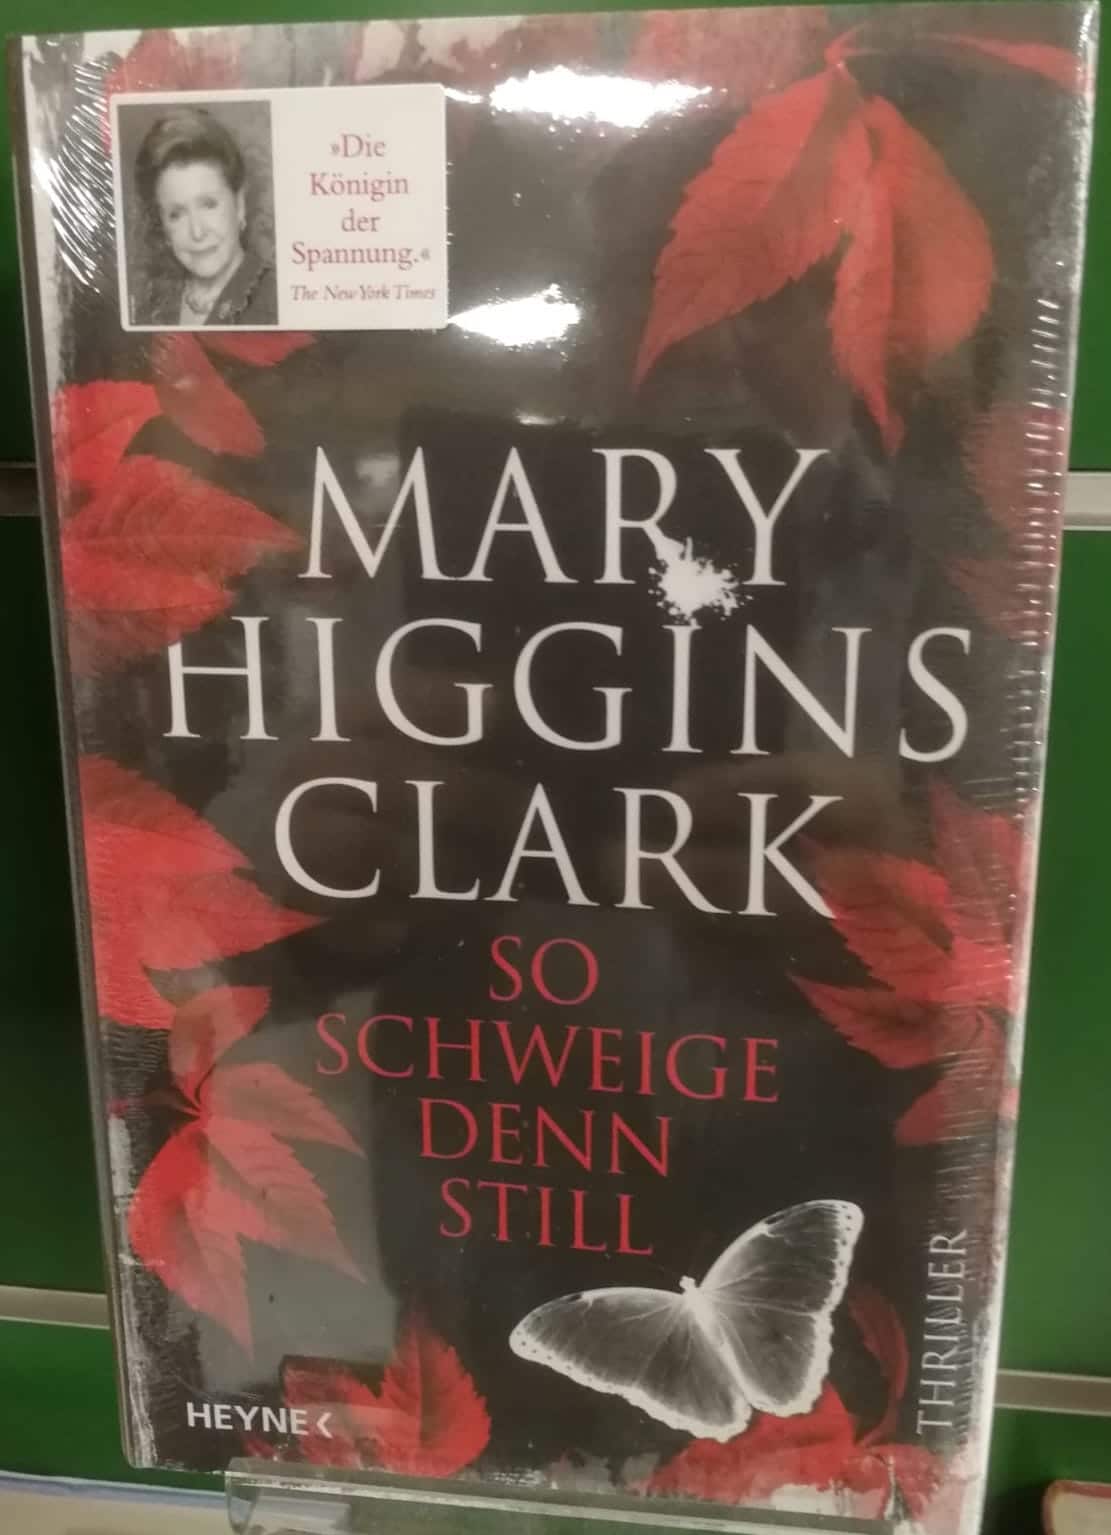 »Die
Königin
der
Spannung.«
The New York Times
MARY
HIGGINS
CLARK
SO
SCHWEIGE
DENN
STILL
THRILLER
HEYNE<